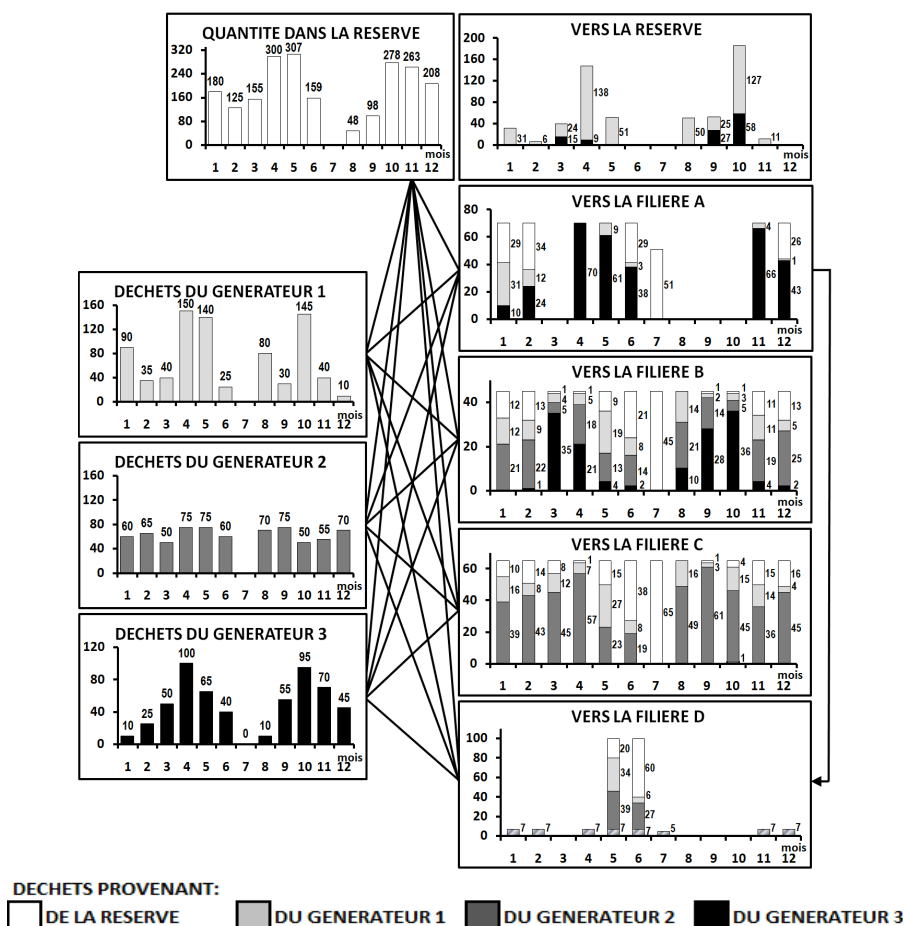 QUANTITE DANS LA RESERVE
320
240
160
80
0
180 125 155 300 307 159 48 98 278 263 208
mois
1 2 3 4 5 6 7 8 9 10 11 12
VERS LA RESERVE
200
160
120
80
40
0
31 6 24 15 138 9 51 50 25 27 127 58 11
mois
1 2 3 4 5 6 7 8 9 10 11 12
VERS LA FILIERE A
80
60
40
20
0
29 31 10 34 12 24 70 9 61 29 3 38 51 4 66 26 1 43
mois
1 2 3 4 5 6 7 8 9 10 11 12
DECHETS DU GENERATEUR 1
160
120
80
40
0
90 35 40 150 140 25 80 30 145 40 10
mois
1 2 3 4 5 6 7 8 9 10 11 12
VERS LA FILIERE B
40
20
0
12 12 21 13 9 22 1 1 4 5 35 1 5 18 21 9 19 13 4 21 8 14 2 45 14 21 10 1 2 14 28 1 3 5 36 11 11 19 4 13 5 25 2
mois
1 2 3 4 5 6 7 8 9 10 11 12
DECHETS DU GENERATEUR 2
160
120
80
40
0
60 65 50 75 75 60 70 75 50 55 70
mois
1 2 3 4 5 6 7 8 9 10 11 12
VERS LA FILIERE C
60
40
20
0
10 16 39 14 8 43 8 12 45 1 7 57 15 27 23 38 8 19 65 16 49 1 3 61 4 15 45 1 15 14 36 16 4 45
mois
1 2 3 4 5 6 7 8 9 10 11 12
DECHETS DU GENERATEUR 3
120
80
40
0
10 25 50 100 65 40 0 10 55 95 70 45
mois
1 2 3 4 5 6 7 8 9 10 11 12
VERS LA FILIERE D
100
80
60
40
20
0
7 7 7 20 34 39 7 60 6 27 7 5 7 7
mois
1 2 3 4 5 6 7 8 9 10 11 12
DECHETS PROVENANT:
DE LA RESERVE DU GENERATEUR 1 DU GENERATEUR 2 DU GENERATEUR 3